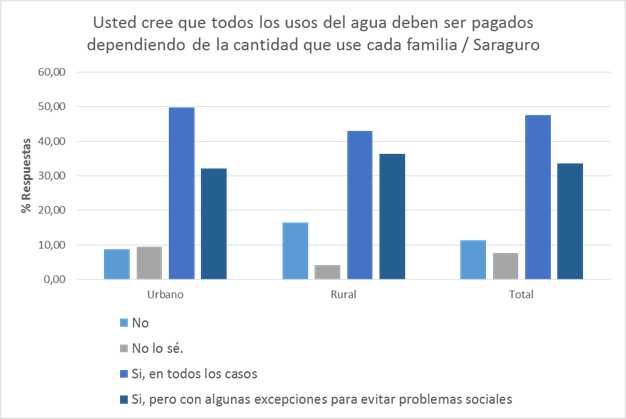 Usted cree que todos los usos del agua deben ser pagados
dependiendo de la cantidad que use cada familia / Saraguro
60,00
50,00
40,00
30,00
20,00
10,00
0,00
% Respuestas
Urbano
Rural
Total
No
No lo sé.
Si, en todos los casos
Si, pero con algunas excepciones para evitar problemas sociales